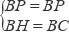 BP = BP
BH = BC